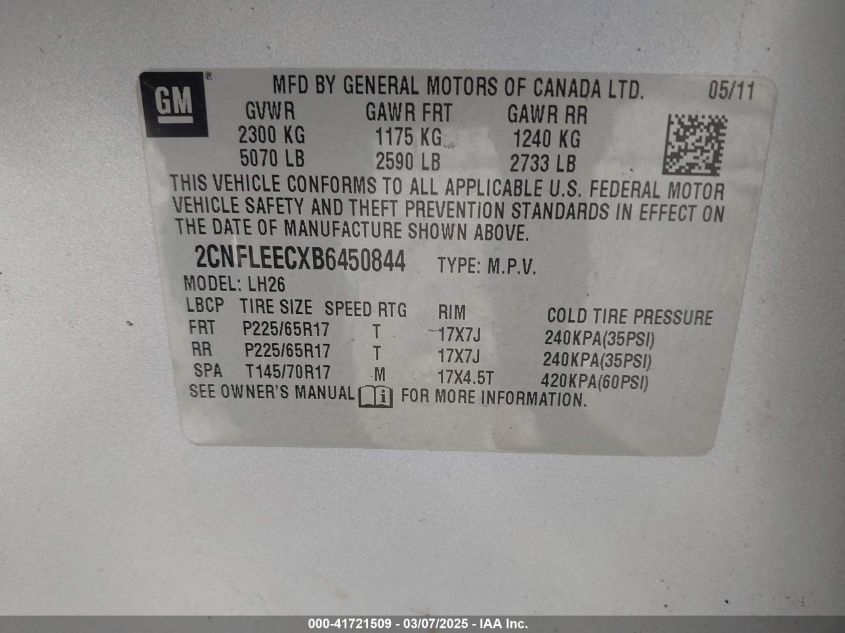 GM® MFD BY GENERAL MOTORS OF CANADA LTD. 05/11
GVWR GAWR FRT GAWR RR
2300 KG 1175 KG 1240 KG
5070 LB 2590 LB 2733 LB
THIS VEHICLE CONFORMS TO ALL APPLICABLE U.S. FEDERAL MOTOR
VEHICLE SAFETY AND THEFT PREVENTION STANDARDS IN EFFECT ON
THE DATE OF MANUFACTURE SHOWN ABOVE.
2CNFLEECXB6450844 TYPE: M.P.V.
MODEL: LH26
LBCP TIRE SIZE SPEED RTG RIM COLD TIRE PRESSURE
FRT P225/65R17 T 17X7J 240KPA(35PSI)
RR P225/65R17 T 17X7J 240KPA(35PSI)
SPA T145/70R17 M 17X4.5T 420KPA(60PSI)
SEE OWNER'S MANUAL i FOR MORE INFORMATION.
000-41721509 - 03/07/2025 - IAA Inc.